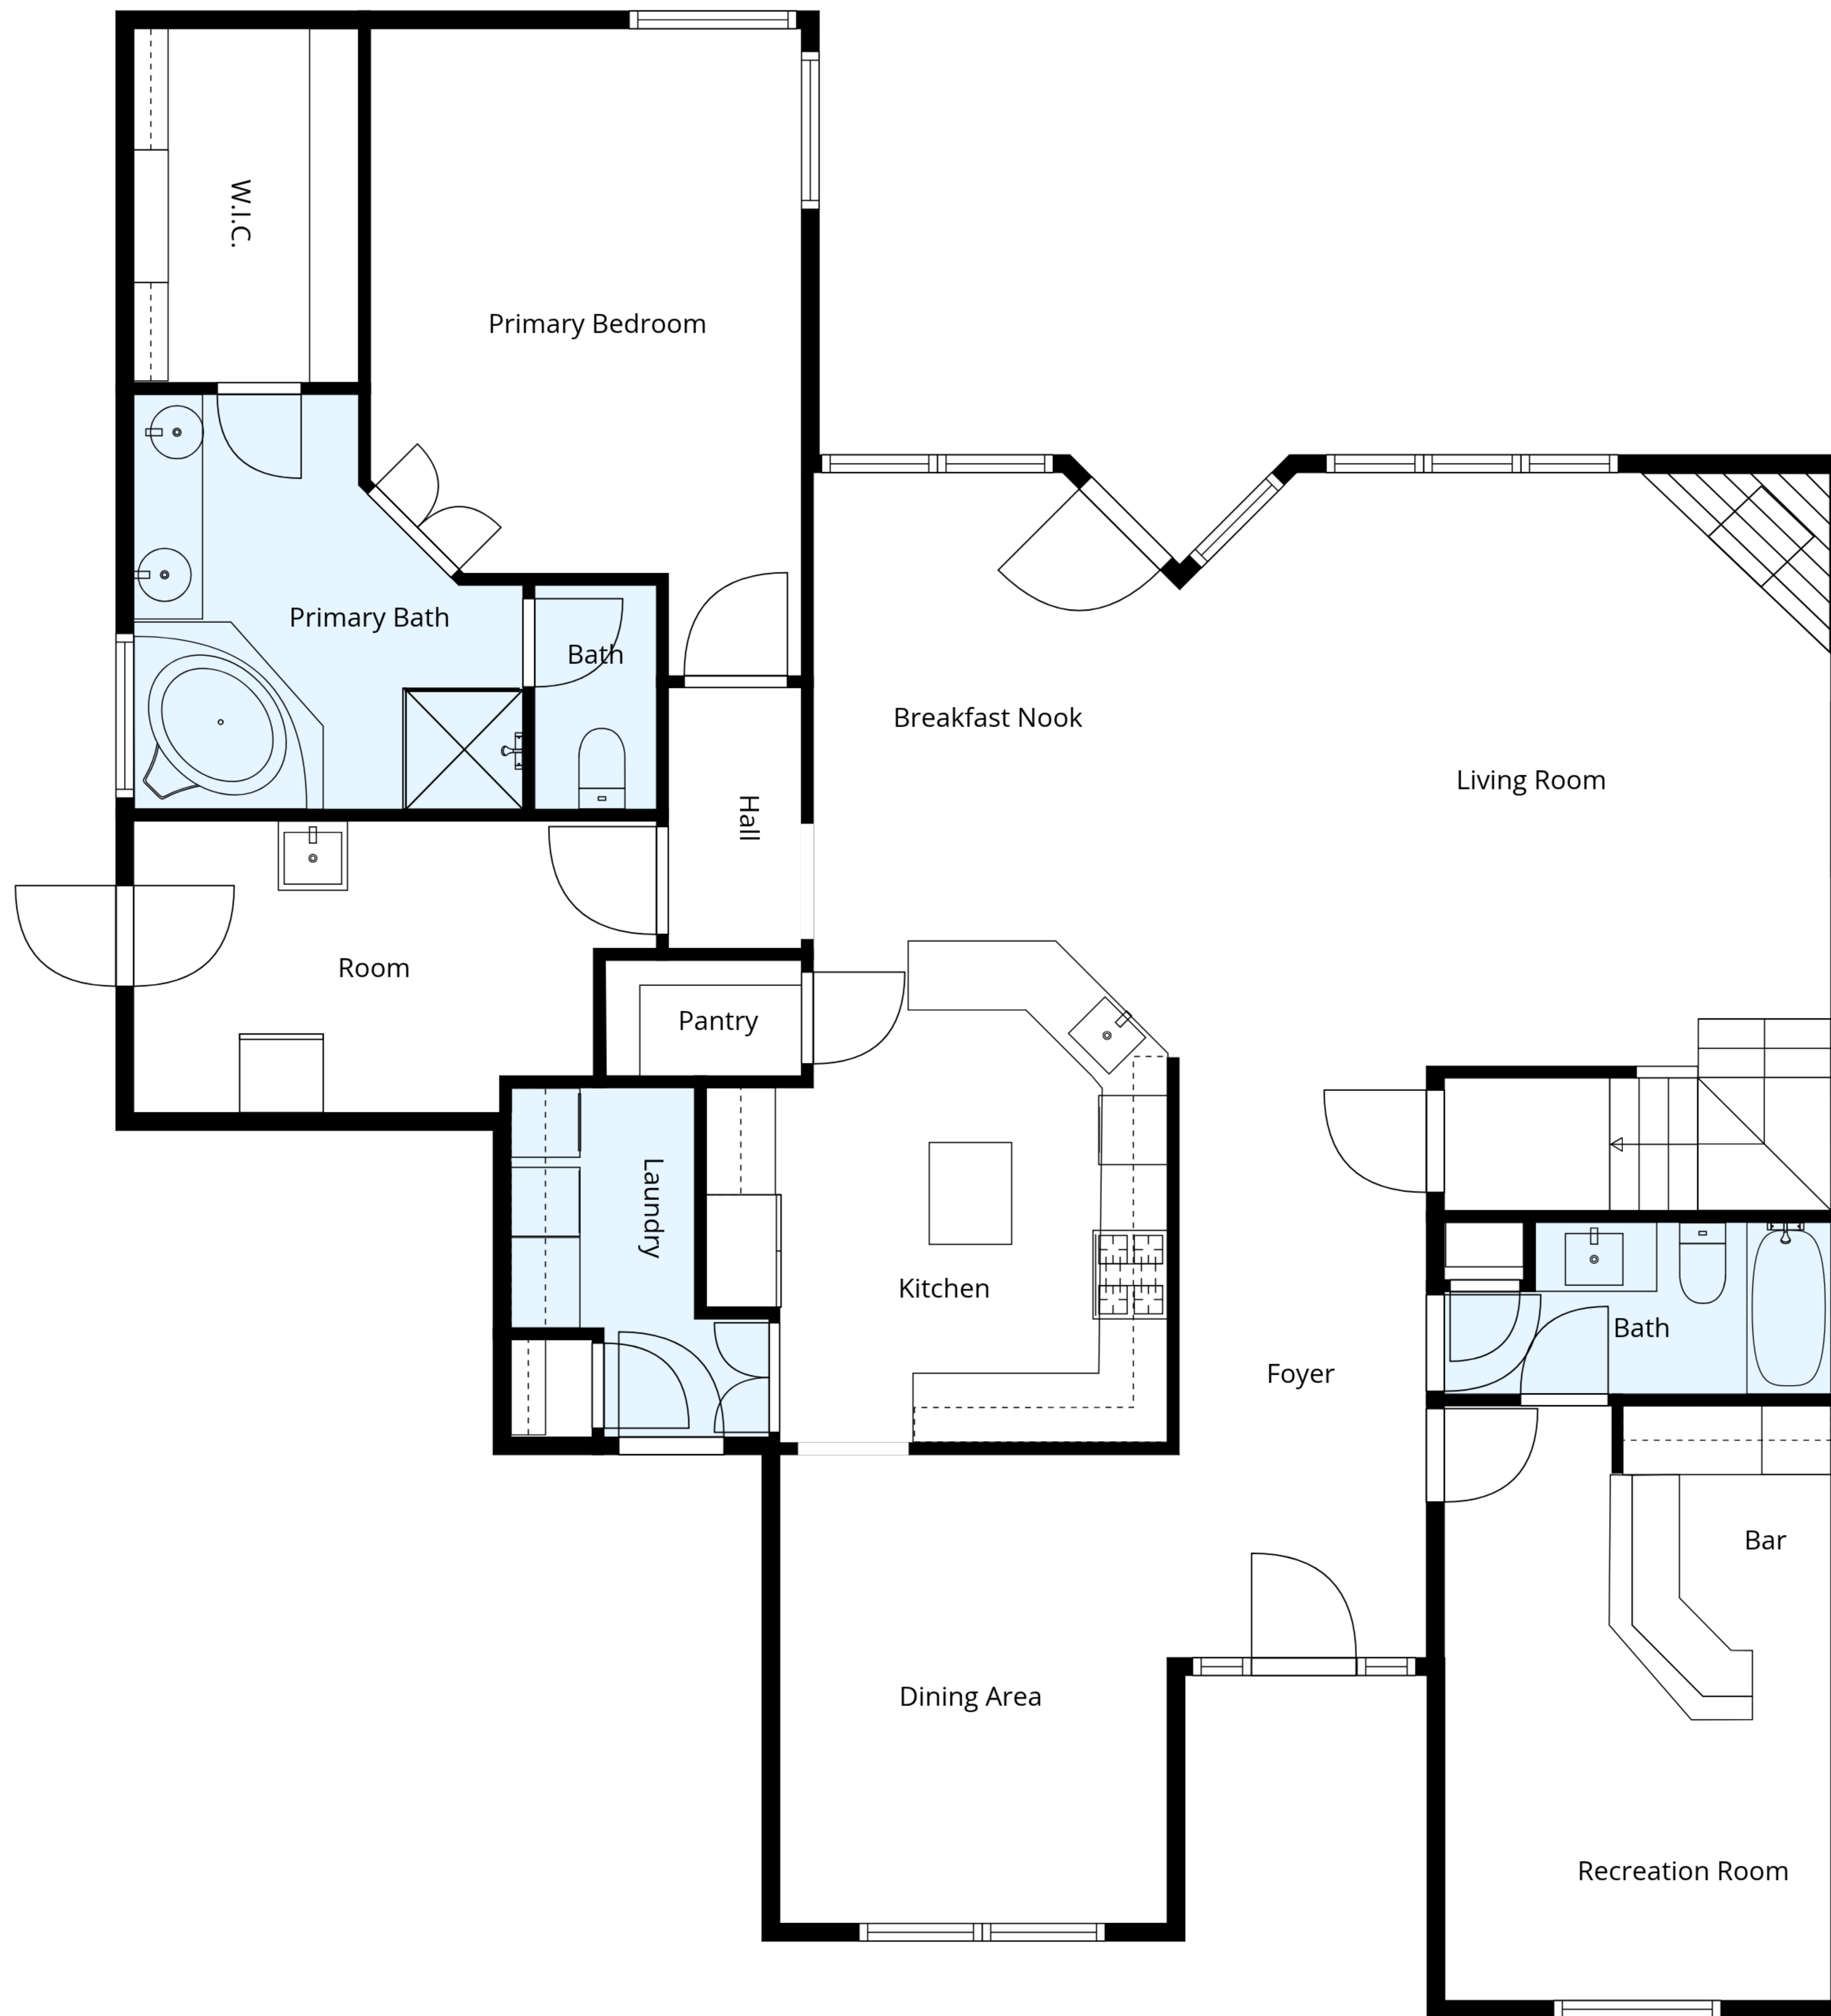 W.I.C.
Primary Bedroom
Primary Bath
Bath
Breakfast Nook
Living Room
Hall
Room
Pantry
Laundry
Kitchen
Bath
Foyer
Bar
Dining Area
Recreation Room